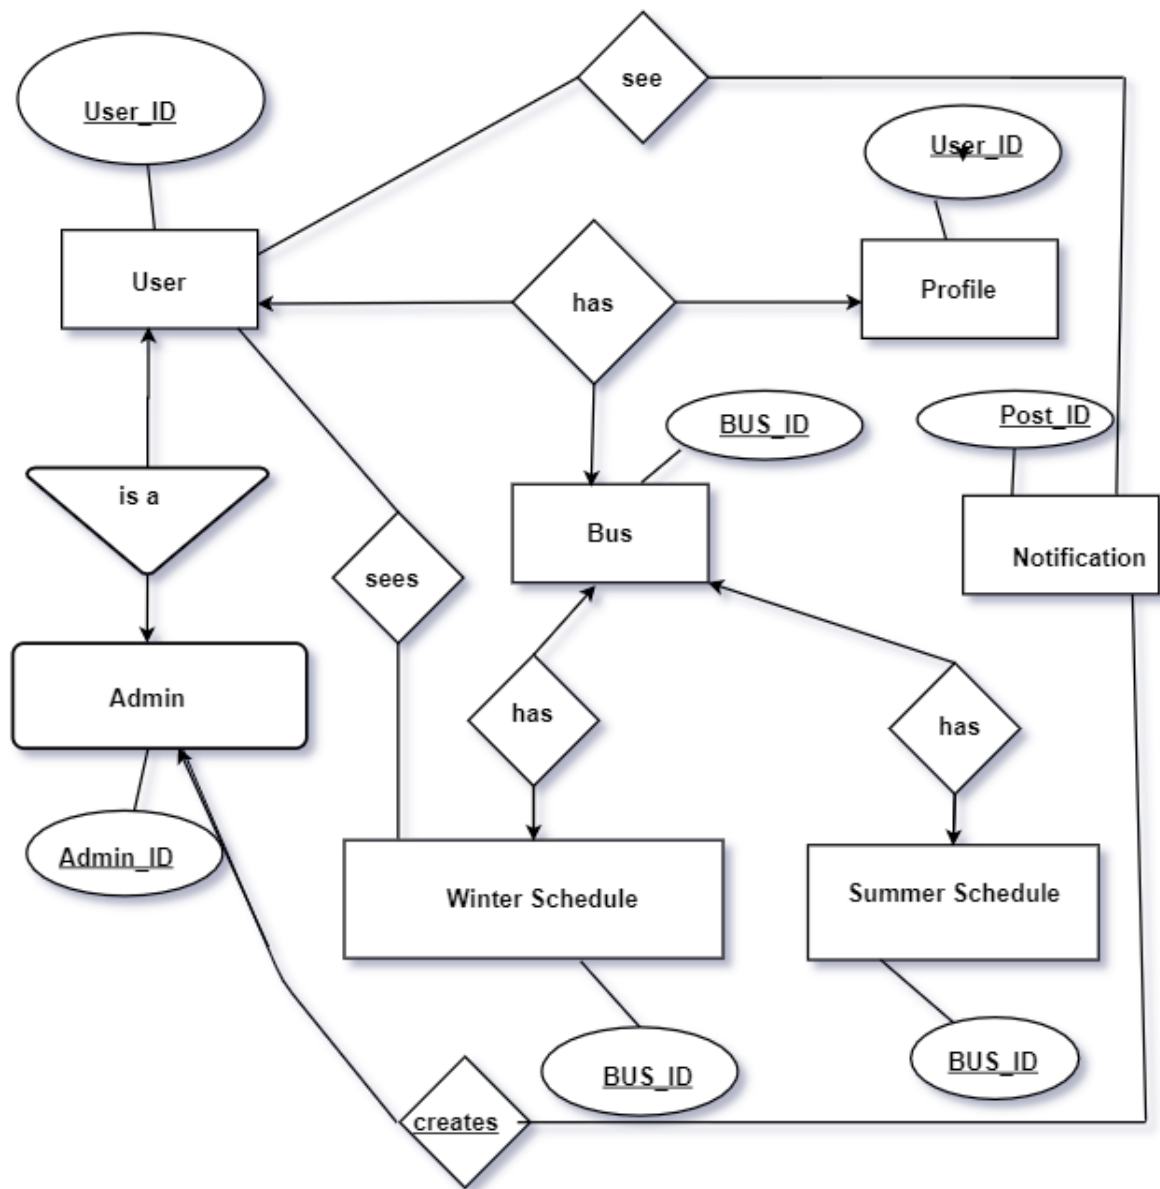 see
User_ID
User_ID
User
has
Profile
BUS_ID
Post_ID
is a
Bus
Notification
sees
Admin
has
has
Admin_ID
Winter Schedule
Summer Schedule
BUS_ID
BUS_ID
creates